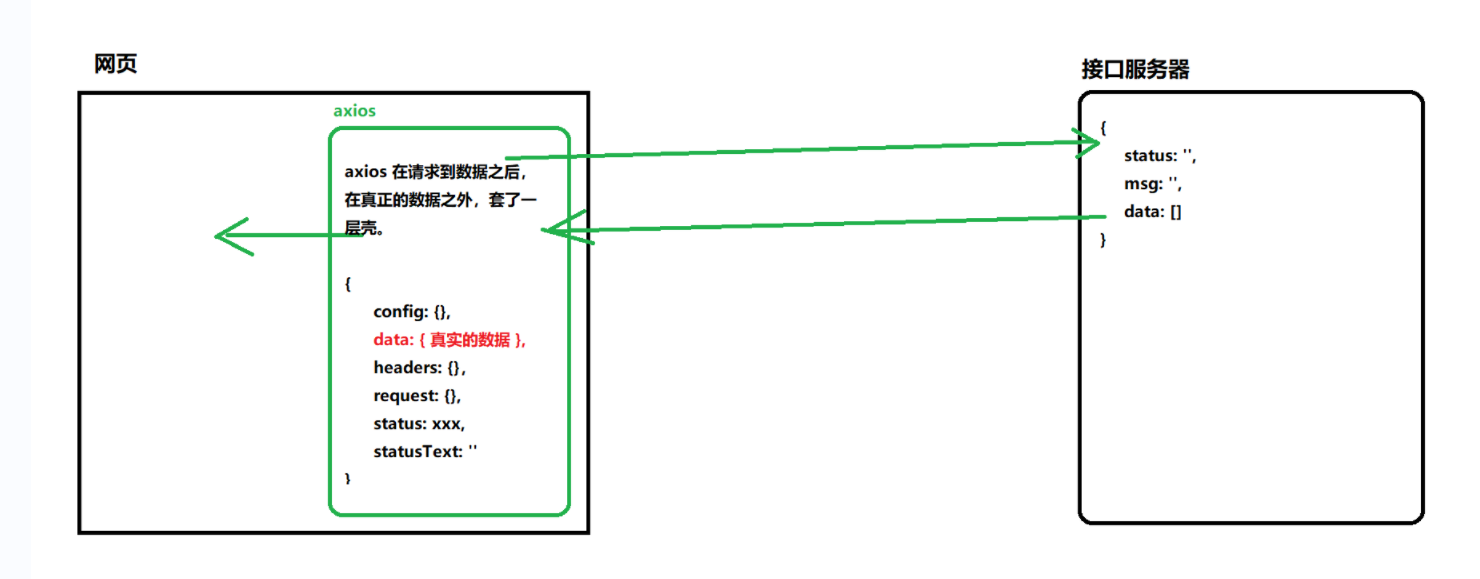 网页
axios
axios 在请求到数据之后，
在真正的数据之外，套了一
层壳。
{
config: {},
data: { 真实的数据 },
headers: {},
request: {},
status: xxx,
statusText: ''
}
接口服务器
{
status: '',
msg: '',
data: []
}